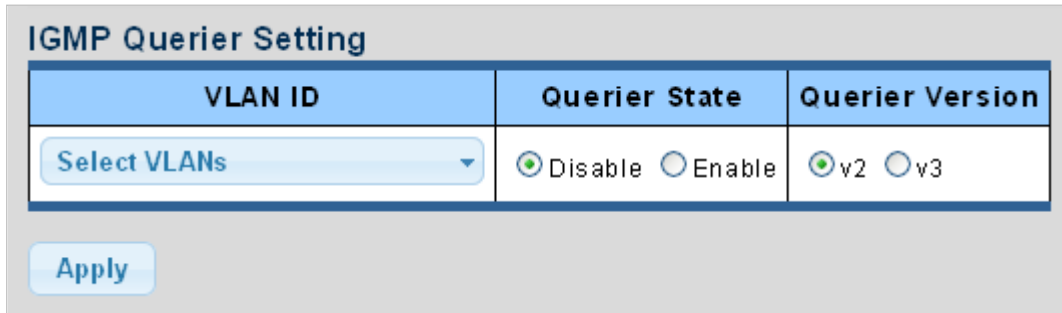 IGMP Querier Setting
VLAN ID Querier State Querier Version
Select VLANs Disable Enable v2 v3
Apply